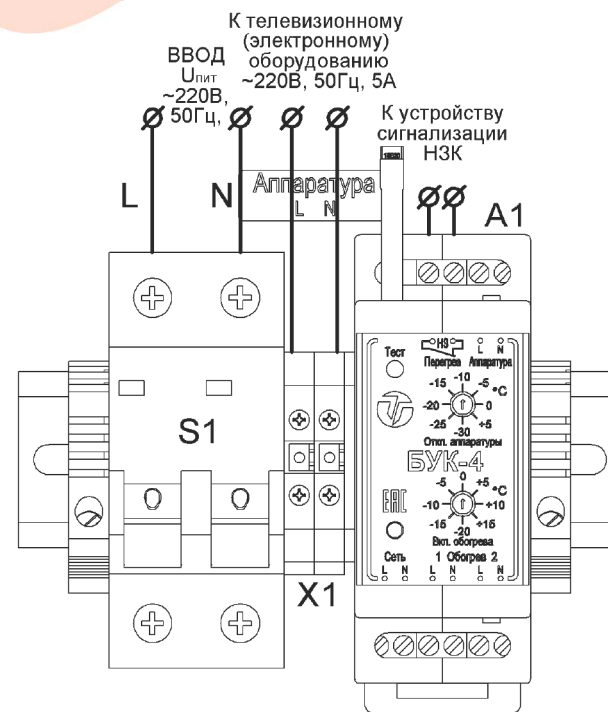 К телевизионному
(электронному)
оборудованию
~220В, 50Гц, 5А
ВВОД
Uпит
~220В,
50Гц,
К устройству
сигнализации
НЗК
L
N
Аппаратура
L N
A1
S1
X1
Тест
НЗ
L N
Перегрев Аппаратура
-10
-15 -5
°C
-20 0
-25 +5
-30
Откл. аппаратуры
БУК-4
0
-5 +5
°C
EAC
-10 +10
-15 +15
-20
Вкл. обогрева
Сеть 1 Обогрев 2
L N L N L N